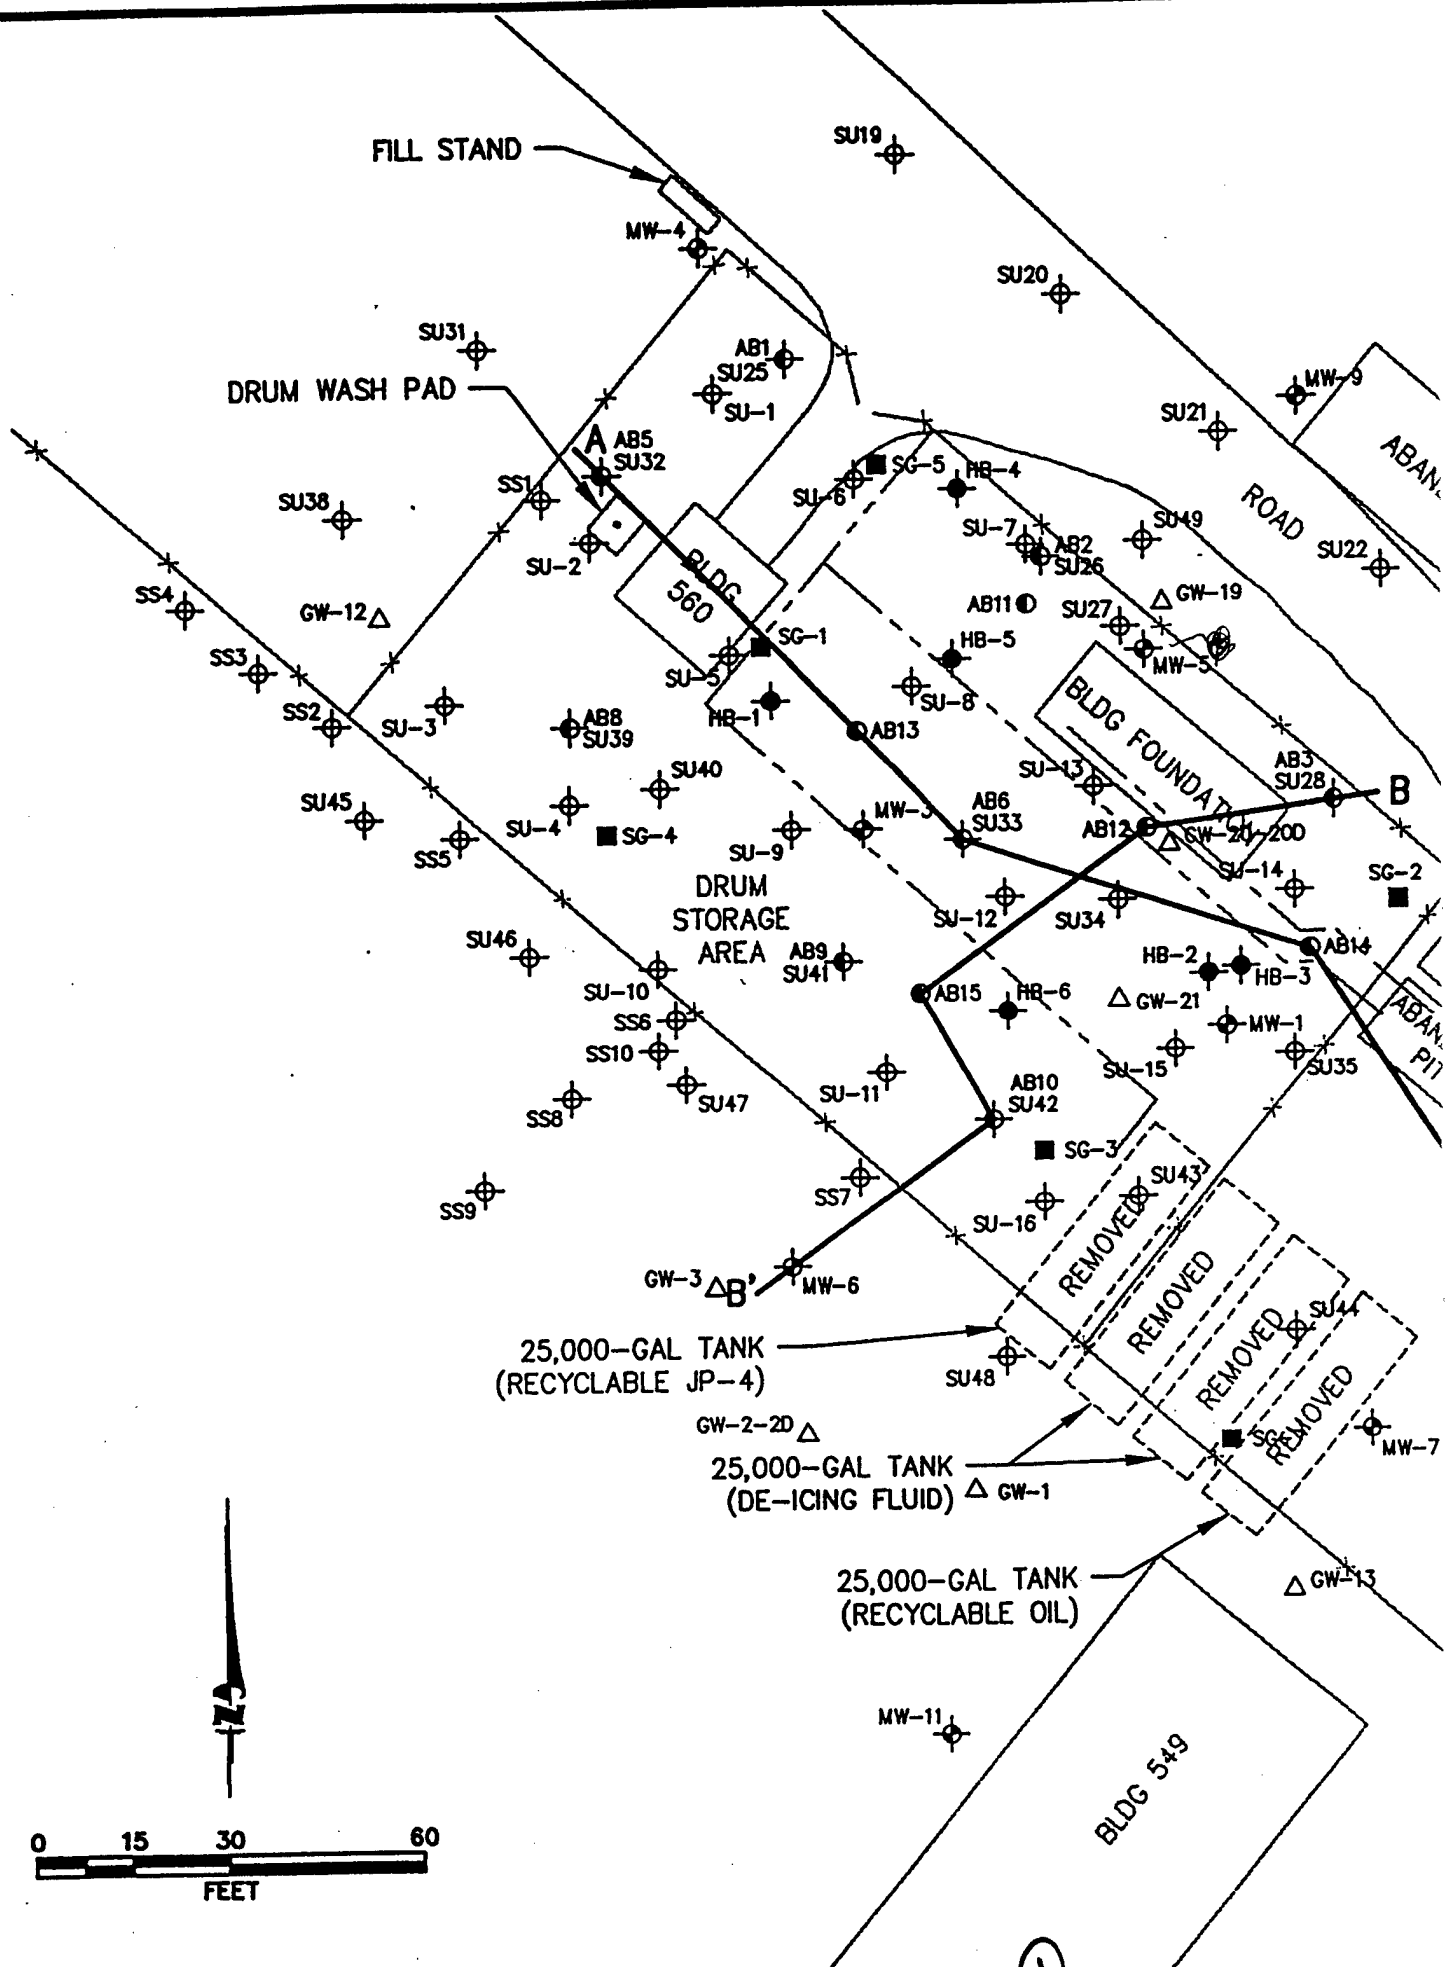 SU19
FILL STAND
MW-4
SU20
SU31
AB1
SU25
SU-1
DRUM WASH PAD
MW-9
SU21
ABAN
A
AB5
SU32
SG-5
HB-4
SU-6
SS1
SU38
ROAD
SU-7
SU49
AB2
SU26
SU22
SU-2
BLDG
560
SS4
GW-12
AB11
SU27
GW-19
SG-1
HB-5
MW-5
SS3
SU-5
SU-8
BLDG FOUNDAT
SS2
SU-3
AB8
SU39
HB-1
AB13
SU40
SU-13
AB3
SU28
B
SU45
SU-4
SG-4
MW-3
AB6
SU33
AB12
GW-20-20D
SS5
SU-9
SU-14
SG-2
DRUM
STORAGE
AREA
SU-12
SU34
SU46
AB9
SU41
AB14
HB-2
HB-3
SU-10
AB15
HB-6
GW-21
ABAN
PIT
SS6
MW-1
SS10
SU-15
SU35
SU47
SU-11
AB10
SU42
SS8
SG-3
SS7
SU43
SS9
SU-16
REMOVED
REMOVED
REMOVED
REMOVED
GW-3
B'
MW-6
SU44
25,000-GAL TANK
(RECYCLABLE JP-4)
SU48
GW-2-2D
MW-7
25,000-GAL TANK
(DE-ICING FLUID)
GW-1
25,000-GAL TANK
(RECYCLABLE OIL)
GW-13
MW-11
BLDG 549
N
0 15 30 60
FEET